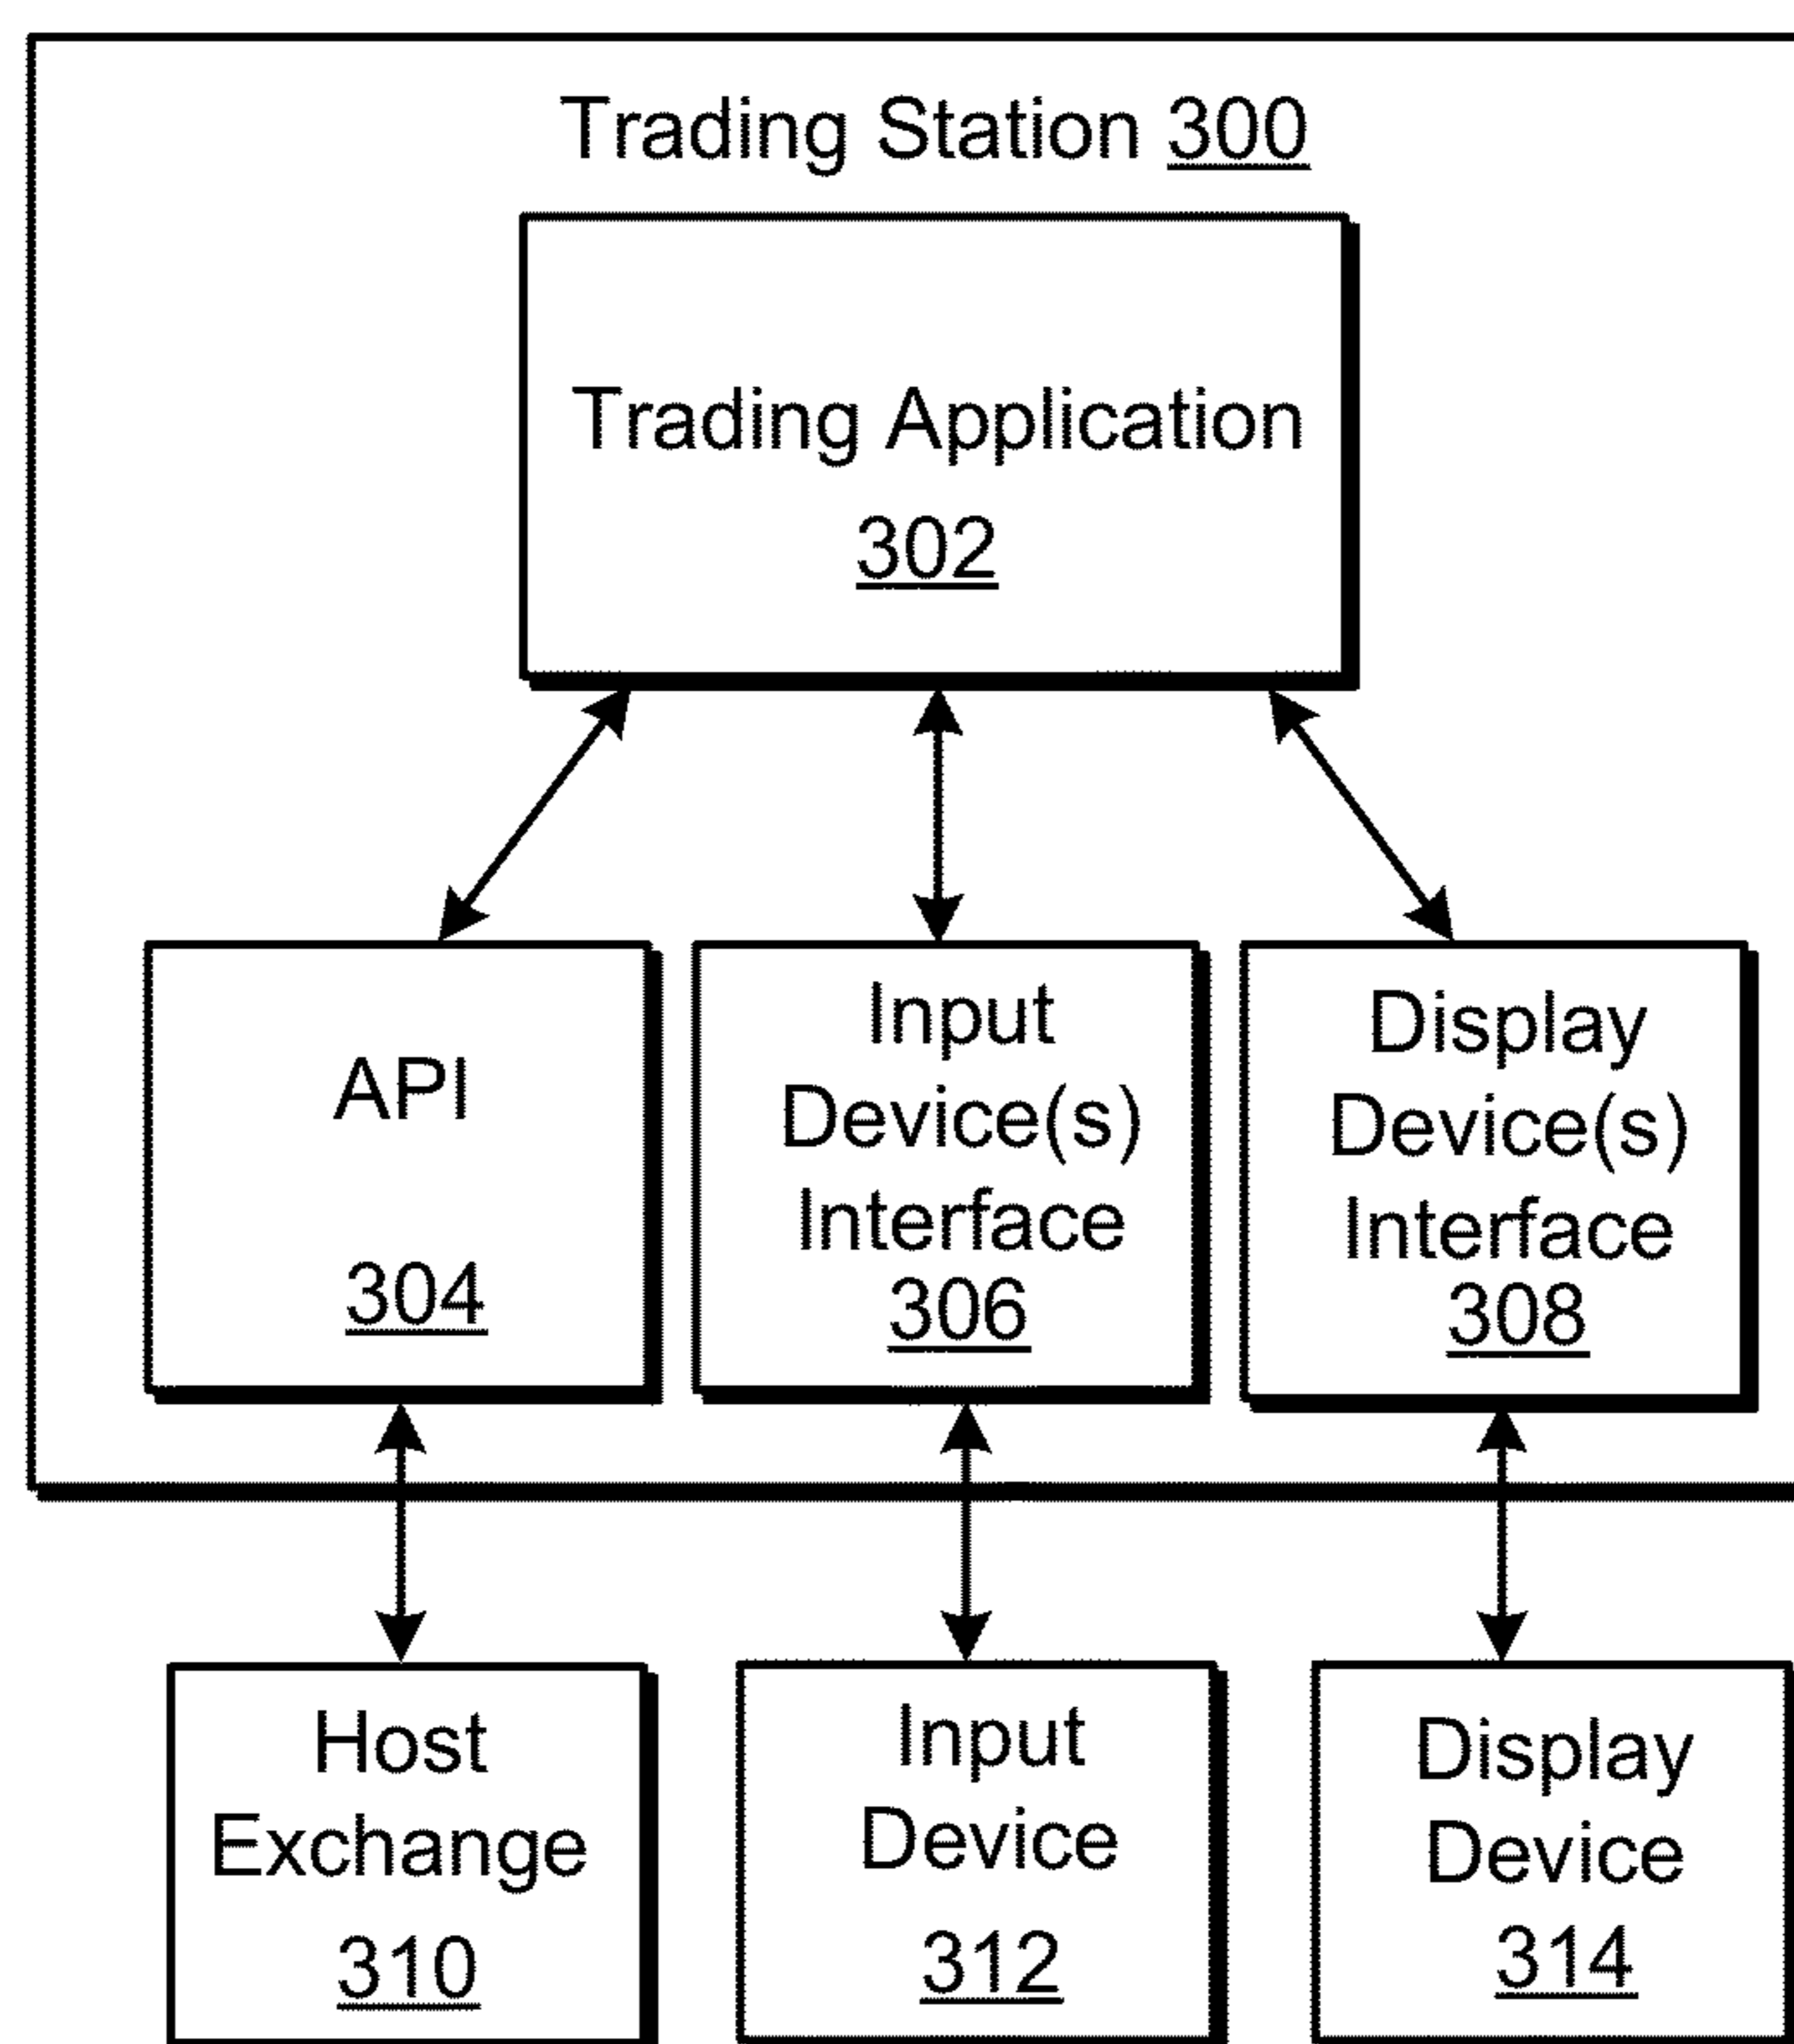 Trading Station 300
Trading Application
302
API
304
Input
Device(s)
Interface
306
Display
Device(s)
Interface
308
Host
Exchange
310
Input
Device
312
Display
Device
314